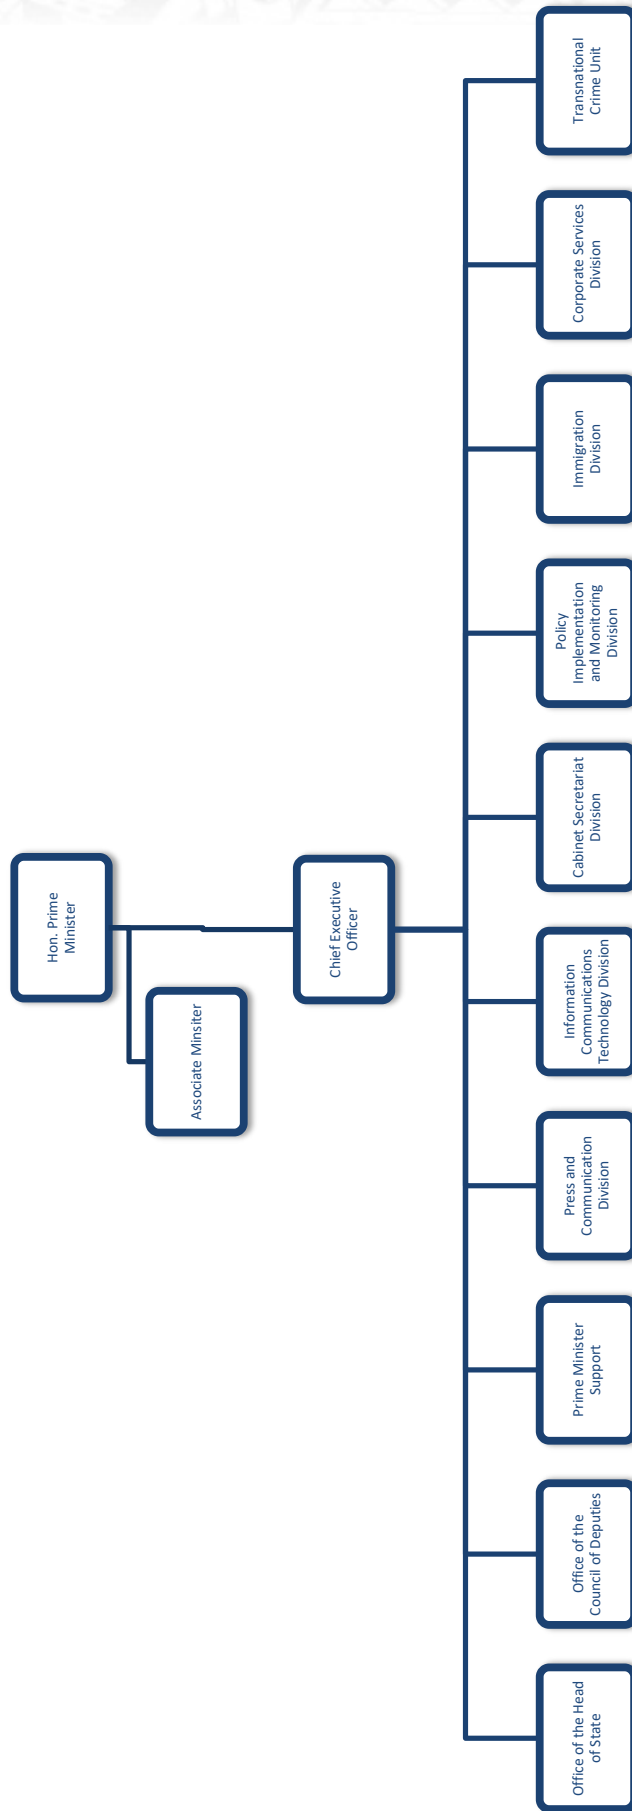 Hon. Prime
Minister
Associate Minsiter
Chief Executive
Officer
Office of the Head
of State
Office of the
Council of Deputies
Prime Minister
Support
Press and
Communication
Division
Information
Communications
Technology Division
Cabinet Secretariat
Division
Policy
Implementation
and Monitoring
Division
Immigration
Division
Corporate Services
Division
Transnational
Crime Unit